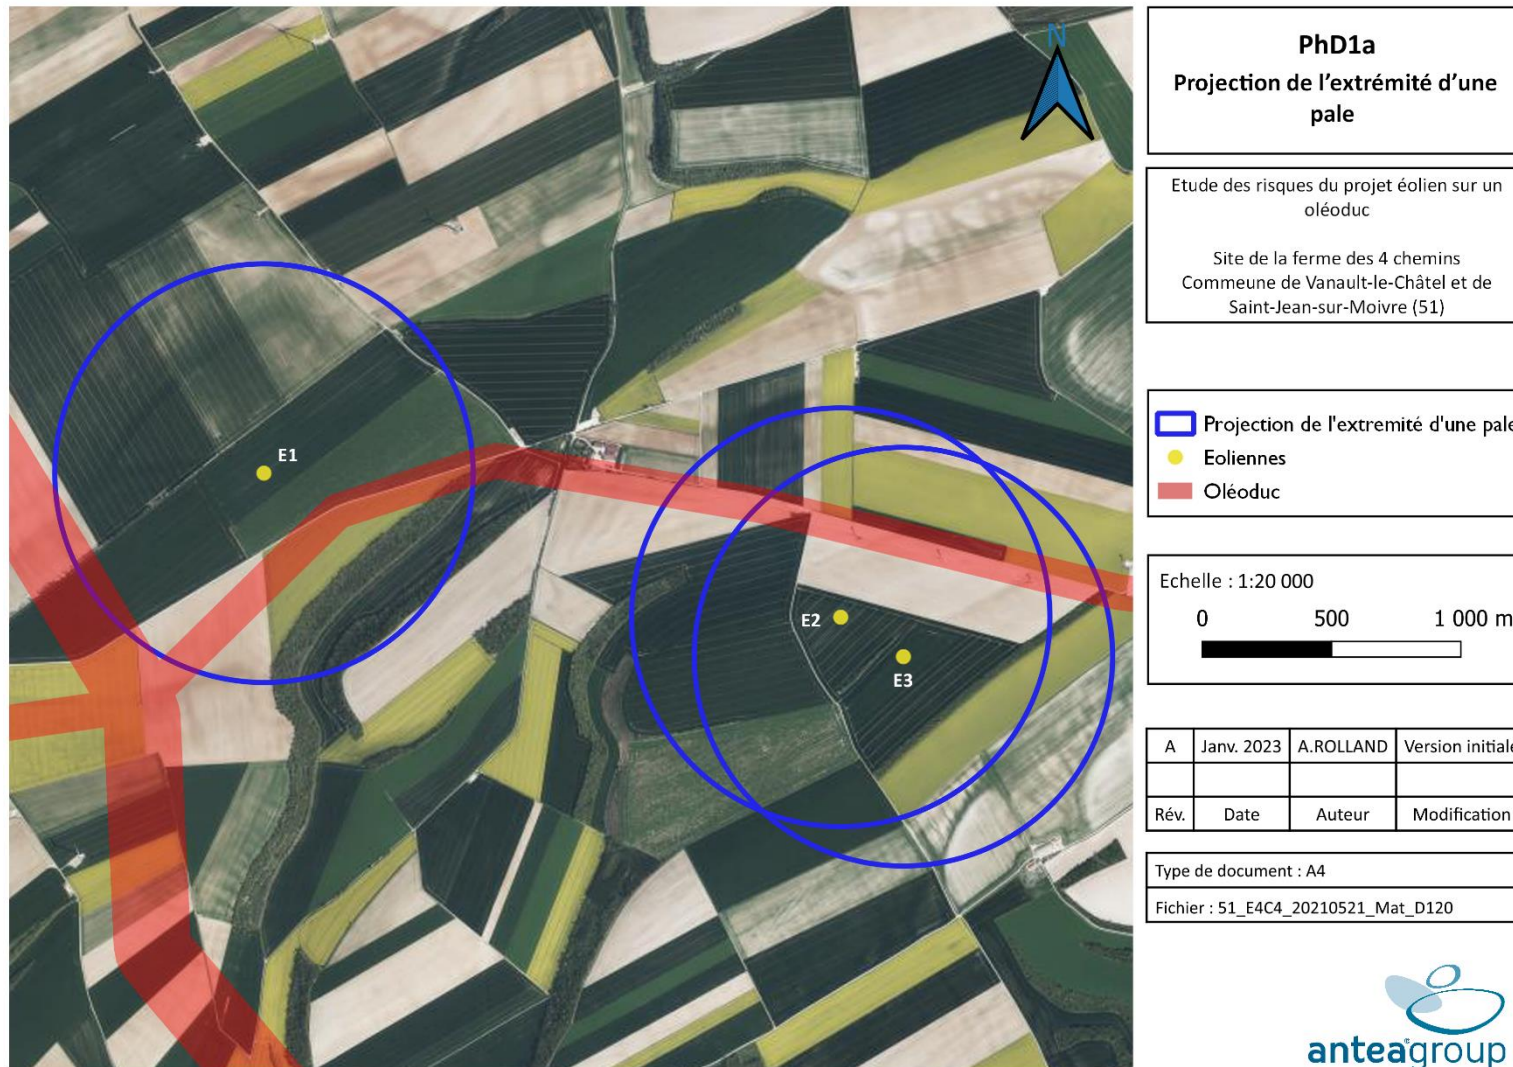 N
E1
E2
E3
PhD1a
Projection de l'extrémité d'une
pale
Etude des risques du projet éolien sur un
oléoduc
Site de la ferme des 4 chemins
Commeune de Vanault-le-Châtel et de
Saint-Jean-sur-Moivre (51)
Projection de l'extremité d'une pale
Eoliennes
Oléoduc
Echelle : 1:20 000
0 500 1 000 m
A Janv. 2023 A.ROLLAND Version initiale
Rév. Date Auteur Modification
Type de document : A4
Fichier : 51_E4C4_20210521_Mat_D120
anteagroup